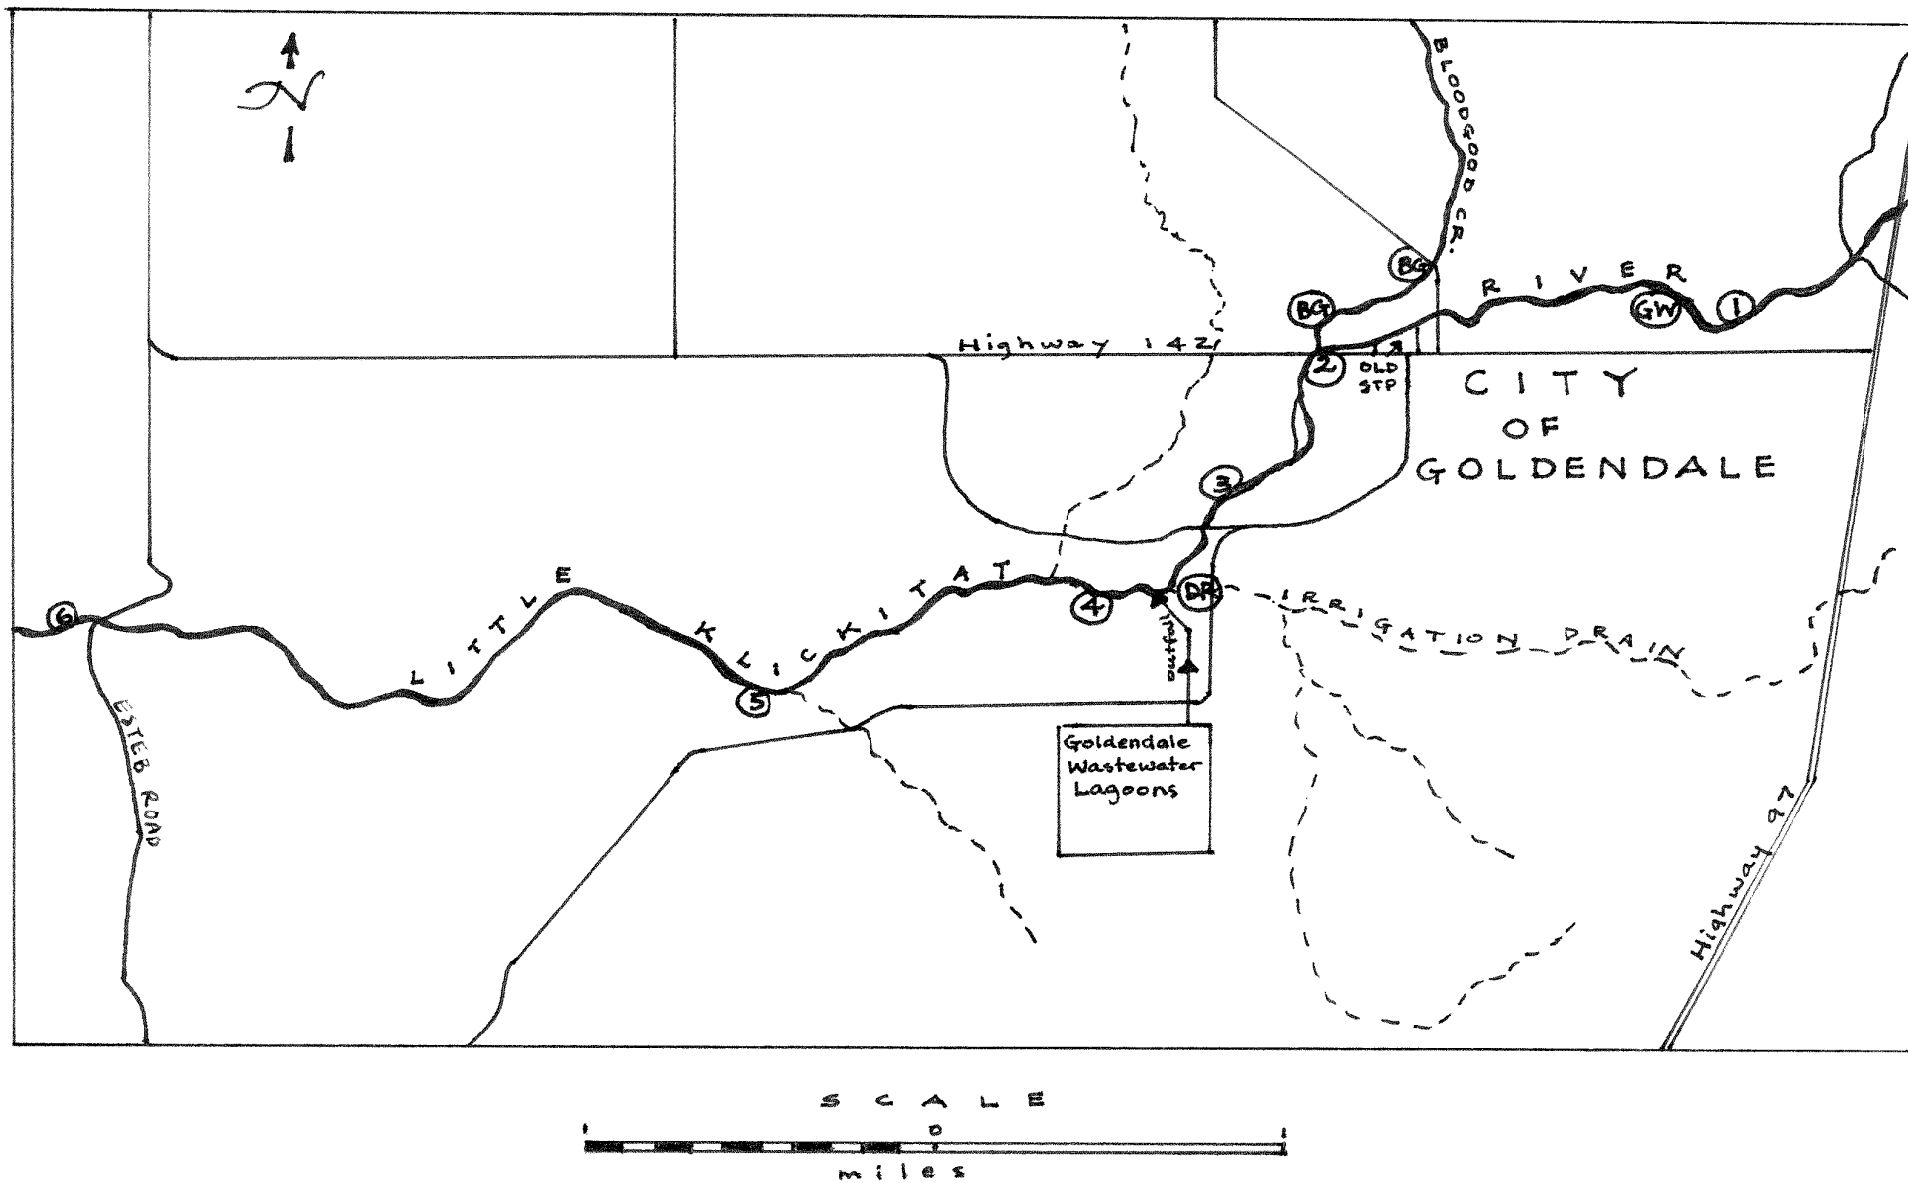 N
BLOODGOOD CR.
BG
BG
RIVER
GW
1
Highway 142
2
OLD
STP
CITY
OF
GOLDENDALE
3
LITTLE KLICKITAT
4
DR
IRRIGATION DRAIN
Outfall
5
6
ESTEB ROAD
Goldendale
Wastewater
Lagoons
Highway 97
SCALE
1 0 1
miles